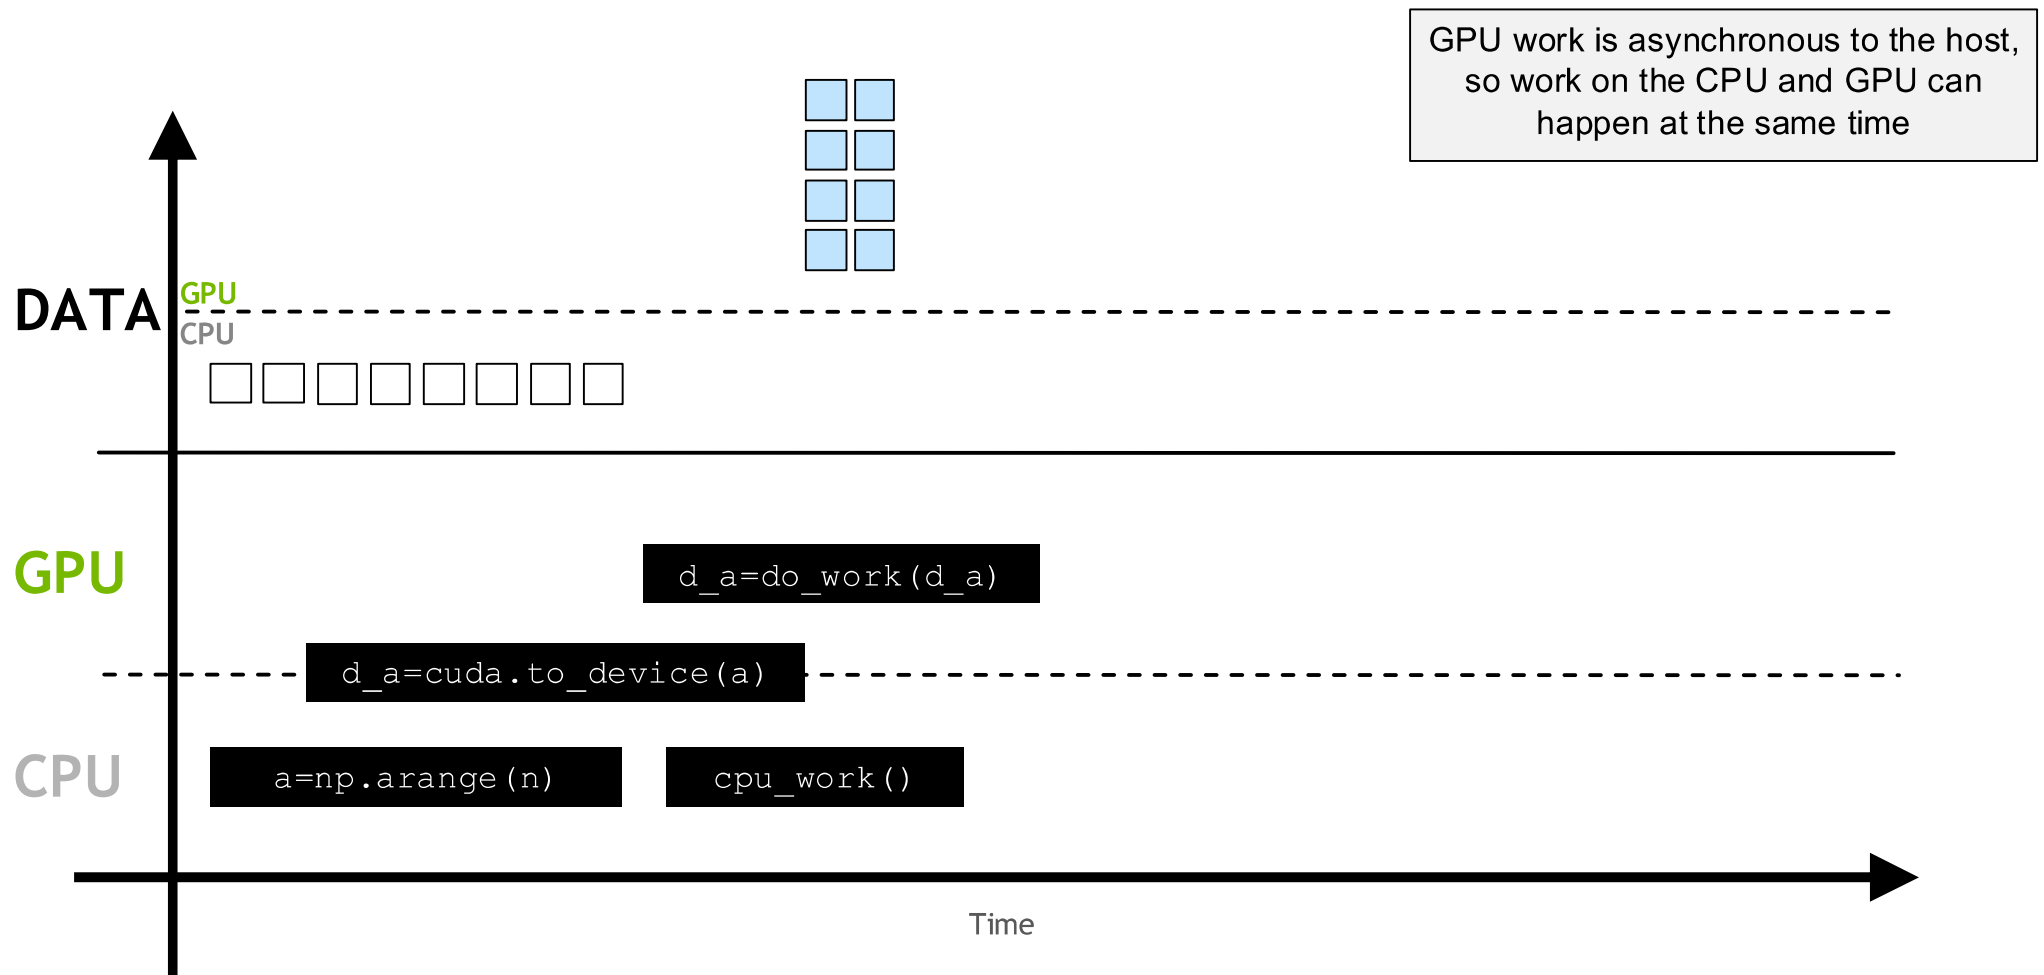 GPU work is asynchronous to the host,
so work on the CPU and GPU can
happen at the same time
DATA
GPU
CPU
GPU
d_a=do_work(d_a)
d_a=cuda.to_device(a)
CPU
a=np.arange(n)
cpu_work()
Time